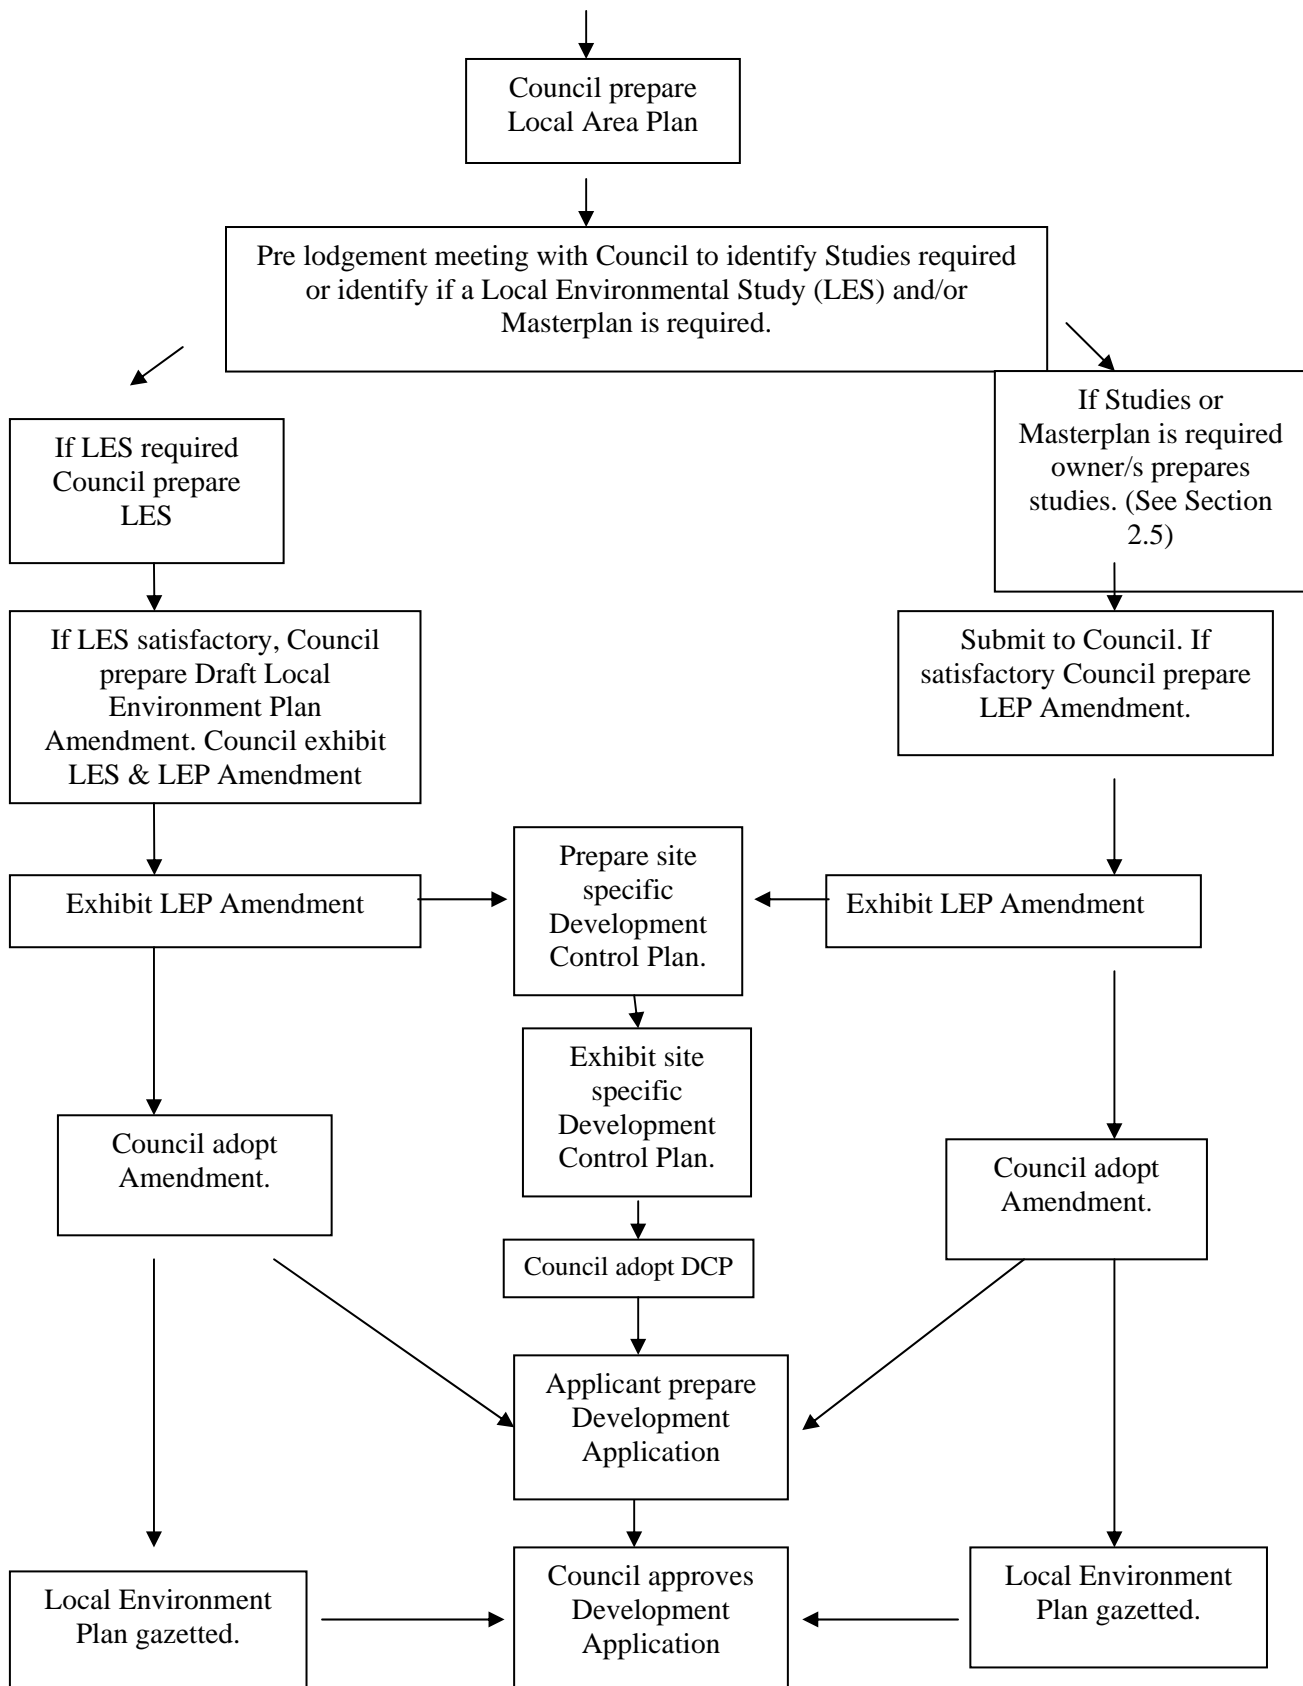 Council prepare
Local Area Plan
Pre lodgement meeting with Council to identify Studies required
or identify if a Local Environmental Study (LES) and/or
Masterplan is required.
If LES required
Council prepare
LES
If Studies or
Masterplan is required
owner/s prepares
studies. (See Section
2.5)
If LES satisfactory, Council
prepare Draft Local
Environment Plan
Amendment. Council exhibit
LES & LEP Amendment
Submit to Council. If
satisfactory Council prepare
LEP Amendment.
Exhibit LEP Amendment
Prepare site
specific
Development
Control Plan.
Exhibit LEP Amendment
Exhibit site
specific
Development
Control Plan.
Council adopt
Amendment.
Council adopt DCP
Council adopt
Amendment.
Applicant prepare
Development
Application
Local Environment
Plan gazetted.
Council approves
Development
Application
Local Environment
Plan gazetted.